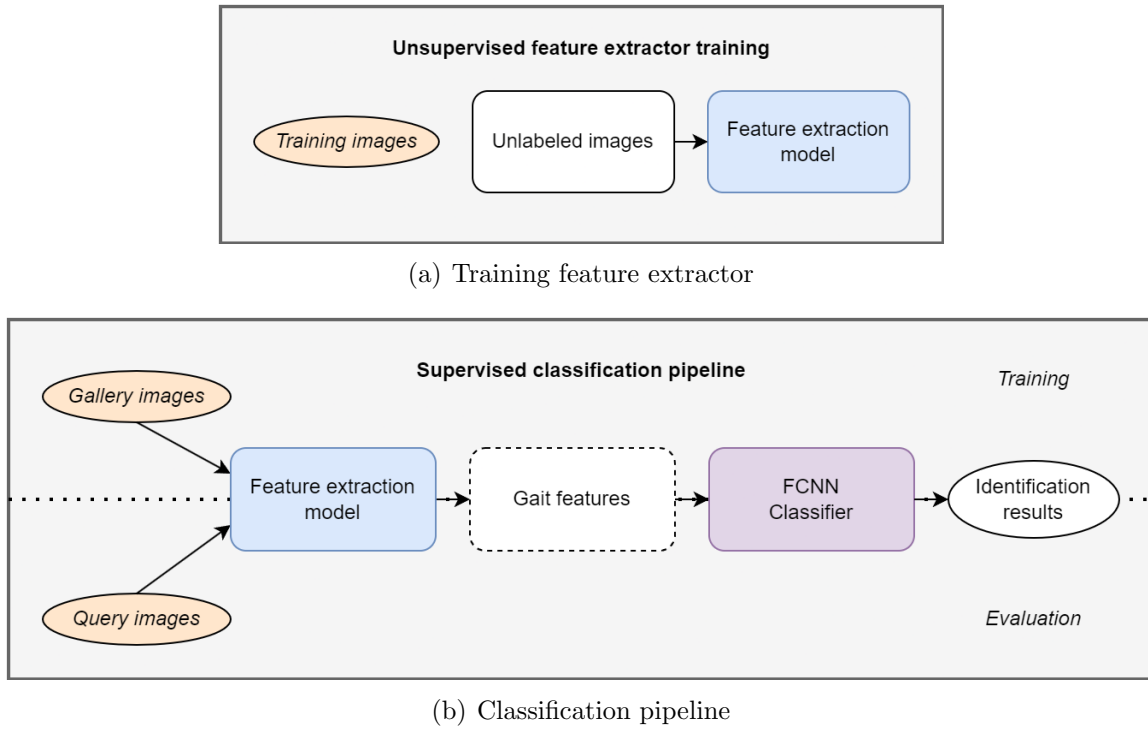 Unsupervised feature extractor training
Training images
Unlabeled images
Feature extraction
model
(a) Training feature extractor
Supervised classification pipeline
Training
Gallery images
Feature extraction
model
Gait features
FCNN
Classifier
Identification
results
Query images
Evaluation
(b) Classification pipeline